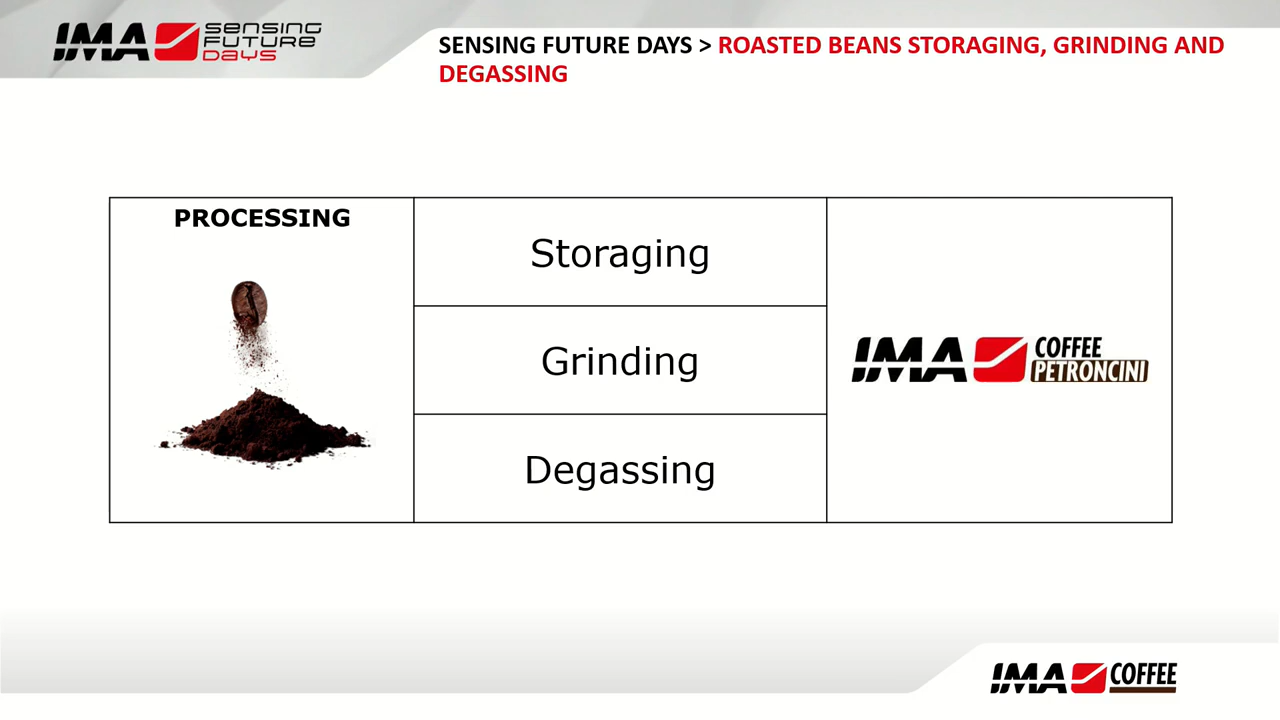 IMA SENSING FUTURE DAYS
SENSING FUTURE DAYS > ROASTED BEANS STORAGING, GRINDING AND
DEGASSING
PROCESSING
Storaging
Grinding
Degassing
IMA COFFEE PETRONCINI
IMA COFFEE